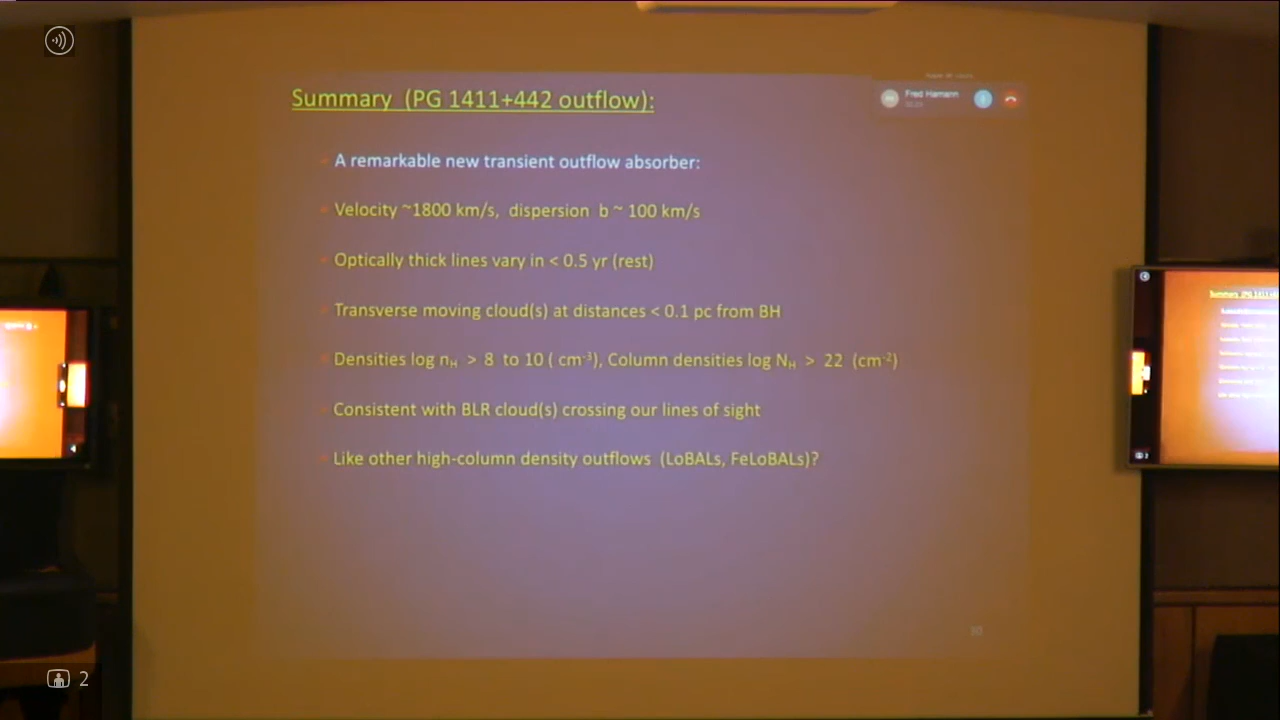 Summary (PG 1411+442 outflow):
Fred Hamann
A remarkable new transient outflow absorber:
Velocity ~1800 km/s, dispersion b ~ 100 km/s
Optically thick lines vary in < 0.5 yr (rest)
Transverse moving cloud(s) at distances < 0.1 pc from BH
Densities log nH > 8 to 10 ( cm-3), Column densities log NH > 22 (cm-2)
Consistent with BLR cloud(s) crossing our lines of sight
Like other high-column density outflows (LoBALs, FeLoBALs)?
2